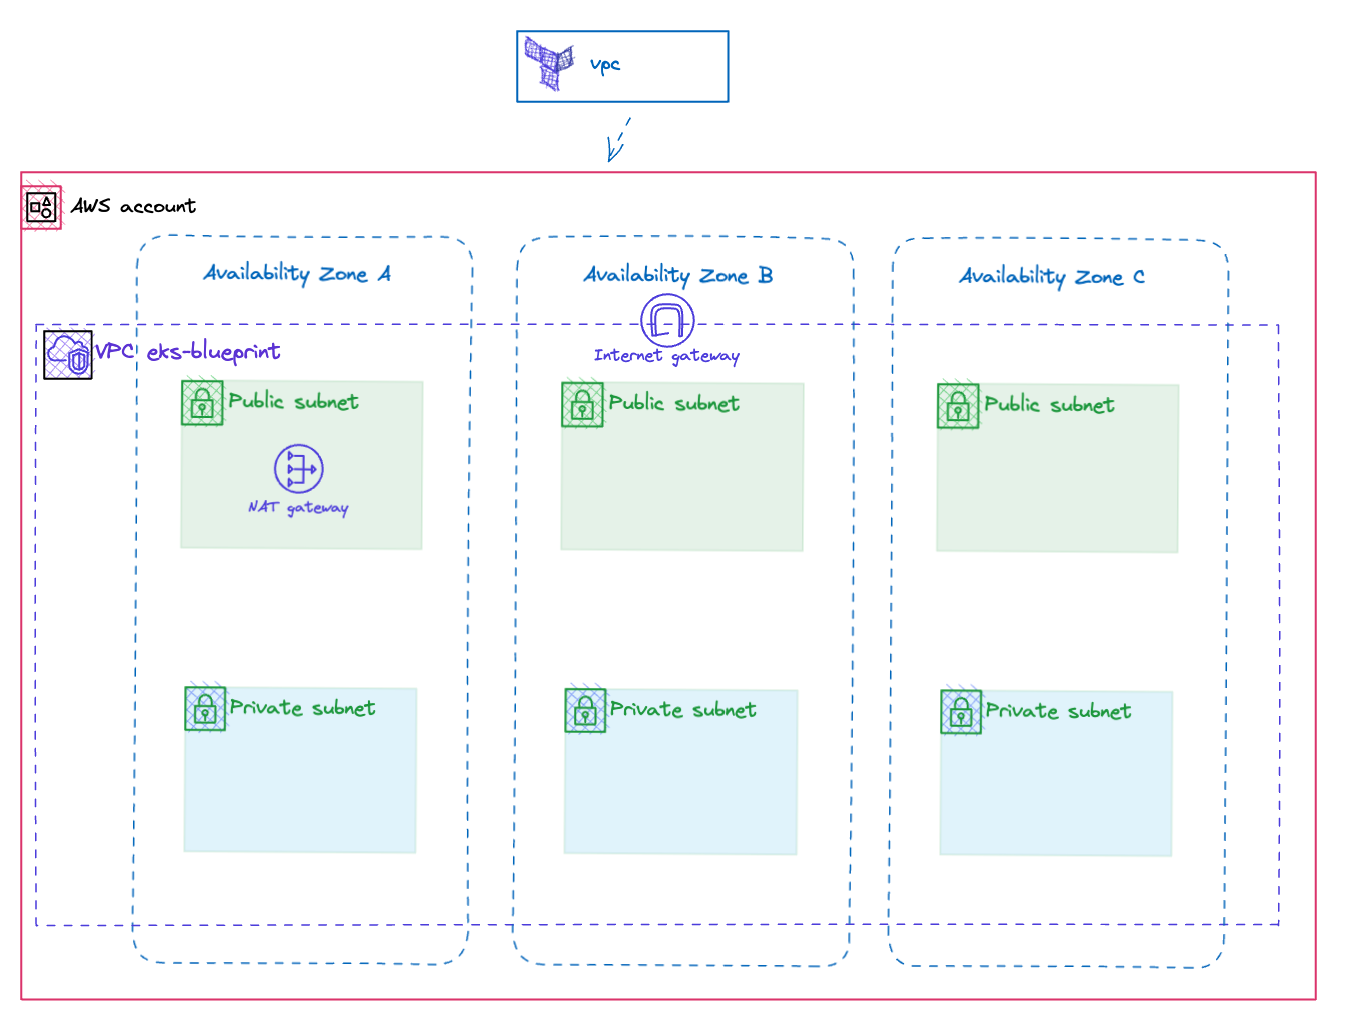 vpc
AWS account
Availability Zone A
Availability Zone B
Availability Zone C
VPC eks-blueprint
Internet gateway
Public subnet
Public subnet
Public subnet
NAT gateway
Private subnet
Private subnet
Private subnet